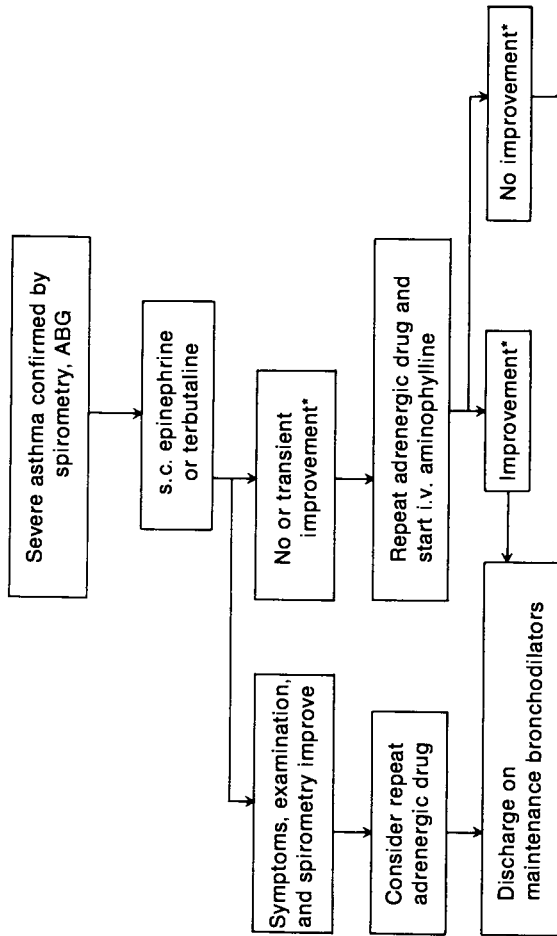 Severe asthma confirmed by
spirometry, ABG
s.c. epinephrine
or terbutaline
Symptoms, examination,
and spirometry improve
No or transient
improvement*
Consider repeat
adrenergic drug
Repeat adrenergic drug and
start i.v. aminophylline
Discharge on
maintenance bronchodilators
Improvement*
No improvement*